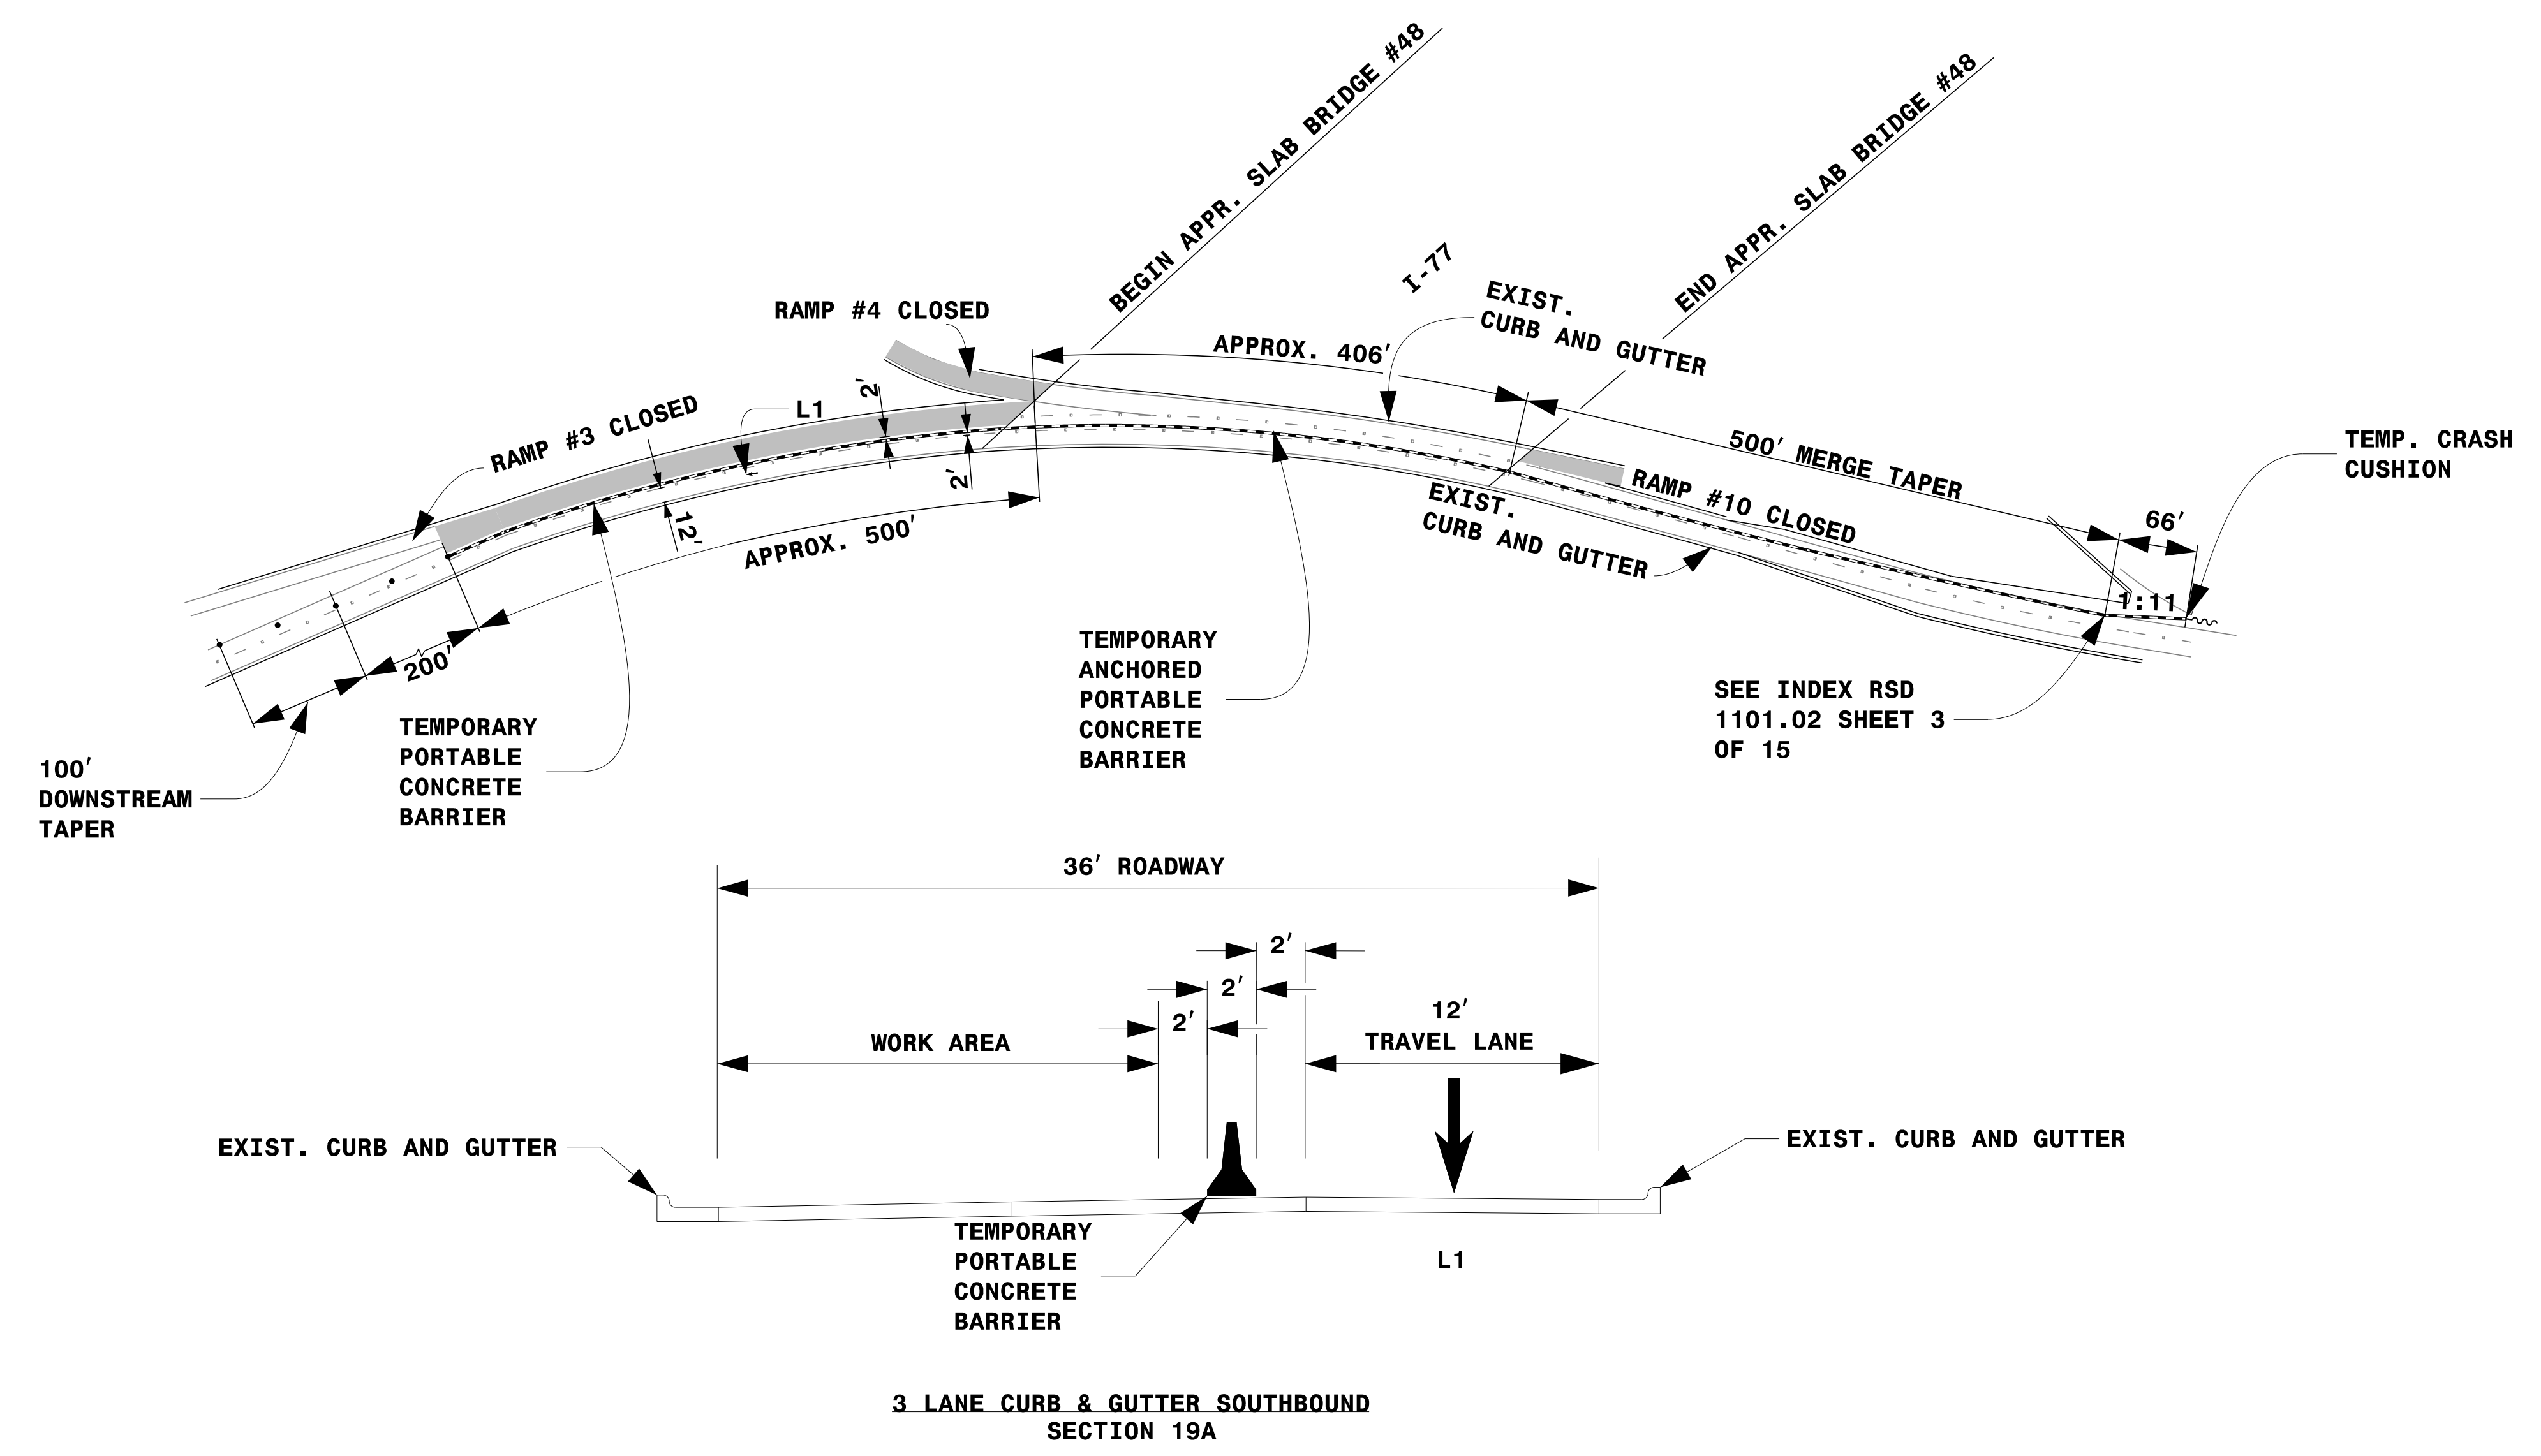 BEGIN APPR. SLAB BRIDGE #48
END APPR. SLAB BRIDGE #48
I-77
EXIST.
CURB AND GUTTER
RAMP #4 CLOSED
APPROX. 406′
2′
L1
RAMP #3 CLOSED
500′ MERGE TAPER
TEMP. CRASH
CUSHION
RAMP #10 CLOSED
2′
EXIST.
CURB AND GUTTER
12′
APPROX. 500′
66′
1:11
200′
TEMPORARY
ANCHORED
PORTABLE
CONCRETE
BARRIER
SEE INDEX RSD
1101.02 SHEET 3
OF 15
TEMPORARY
PORTABLE
CONCRETE
BARRIER
100′
DOWNSTREAM
TAPER
36′ ROADWAY
2′
2′
2′
12′
TRAVEL LANE
WORK AREA
EXIST. CURB AND GUTTER
EXIST. CURB AND GUTTER
TEMPORARY
PORTABLE
CONCRETE
BARRIER
L1
3 LANE CURB & GUTTER SOUTHBOUND
SECTION 19A